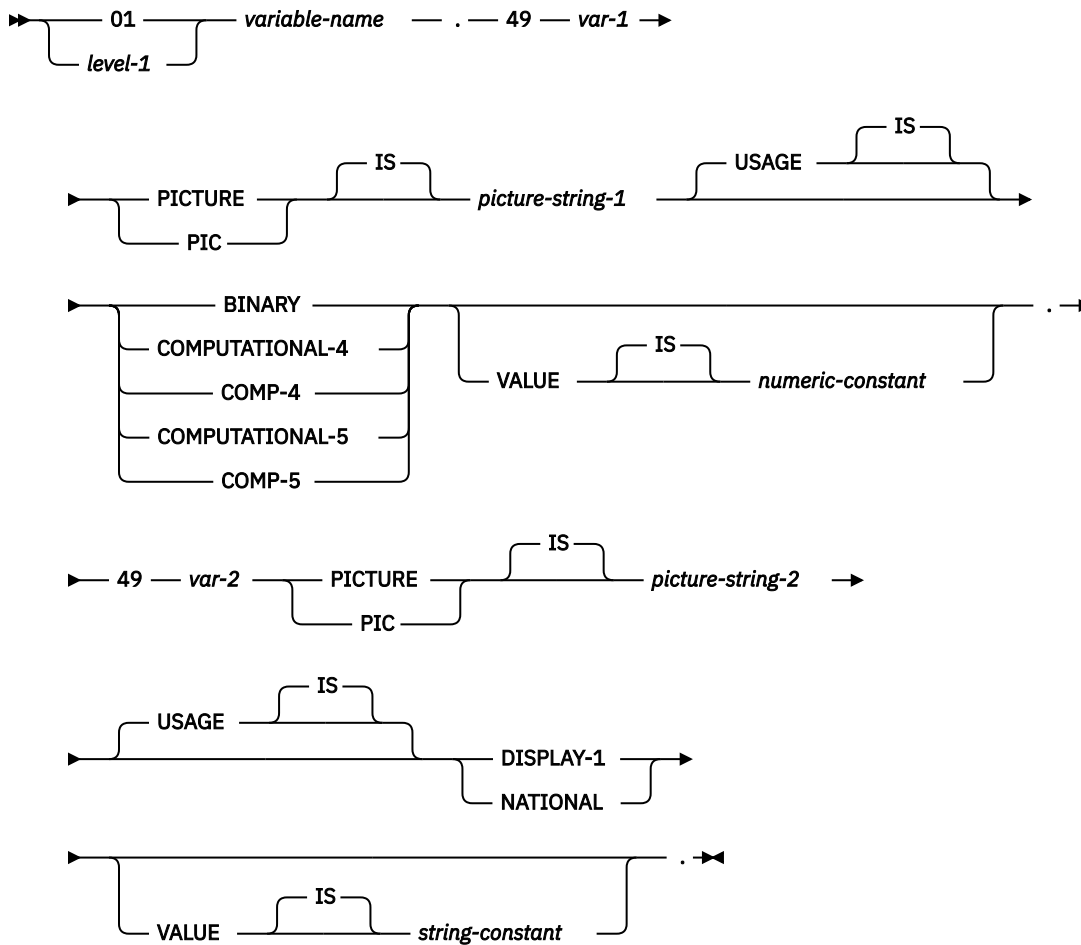 01 variable-name . 49 var-1
level-1
IS
IS USAGE
PICTURE picture-string-1
PIC
BINARY .
COMPUTATIONAL-4 IS
VALUE numeric-constant
COMP-4
COMPUTATIONAL-5
COMP-5
IS
49 var-2 PICTURE picture-string-2
PIC
IS
USAGE
DISPLAY-1
NATIONAL
.
IS
VALUE string-constant